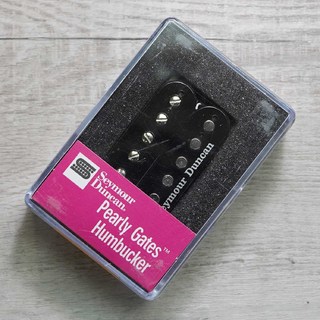 Seymour
Duncan.
Pearly Gates™
Humbucker
Seymour Duncan